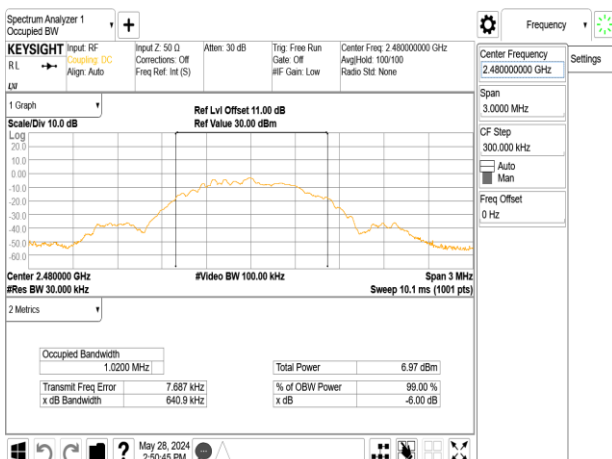 Spectrum Analyzer 1
Occupied BW
Frequency
KEYSIGHT
RL
LXI
Input: RF
Coupling: DC
Align: Auto
Input Z: 50 Ω
Corrections: Off
Freq Ref: Int (S)
Atten: 30 dB
Trig: Free Run
Gate: Off
#IF Gain: Low
Center Freq: 2.480000000 GHz
Avg|Hold: 100/100
Radio Std: None
Center Frequency
2.480000000 GHz
Settings
Span
3.0000 MHz
CF Step
300.000 kHz
Auto
Man
Freq Offset
0 Hz
1 Graph
Scale/Div 10.0 dB
Ref Lvl Offset 11.00 dB
Ref Value 30.00 dBm
Log
20.0
10.0
0.00
-10.0
-20.0
-30.0
-40.0
-50.0
-60.0
Center 2.480000 GHz
#Res BW 30.000 kHz
#Video BW 100.00 kHz
Span 3 MHz
Sweep 10.1 ms (1001 pts)
2 Metrics
Occupied Bandwidth
1.0200 MHz
Total Power 6.97 dBm
Transmit Freq Error 7.687 kHz
% of OBW Power 99.00 %
x dB Bandwidth 640.9 kHz
x dB -6.00 dB
?
May 28, 2024
2:50:45 PM